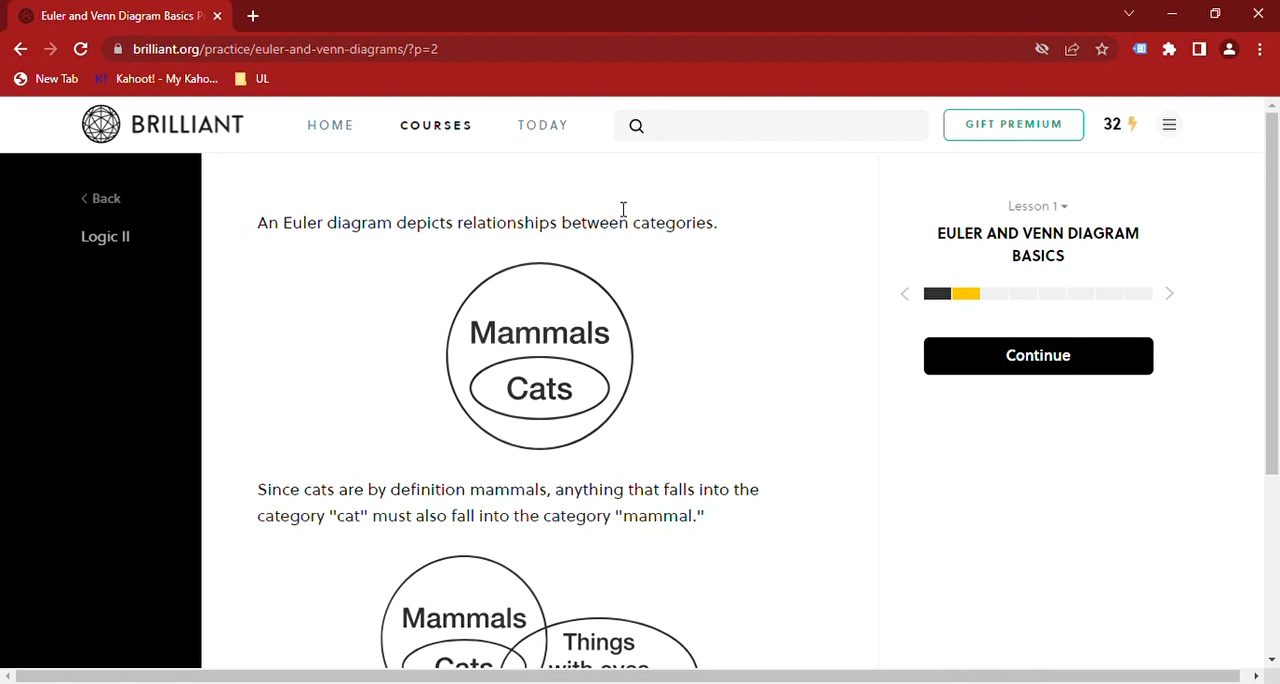 Euler and Venn Diagram Basics P
brilliant.org/practice/euler-and-venn-diagrams/?p=2
New Tab
Kahoot! - My Kaho...
UL
BRILLIANT
HOME
COURSES
TODAY
GIFT PREMIUM
32
< Back
Logic II
An Euler diagram depicts relationships between categories.
Mammals
Cats
Since cats are by definition mammals, anything that falls into the
category "cat" must also fall into the category "mammal."
Mammals
Cats
Things
with eyes
Lesson 1
EULER AND VENN DIAGRAM
BASICS
Continue